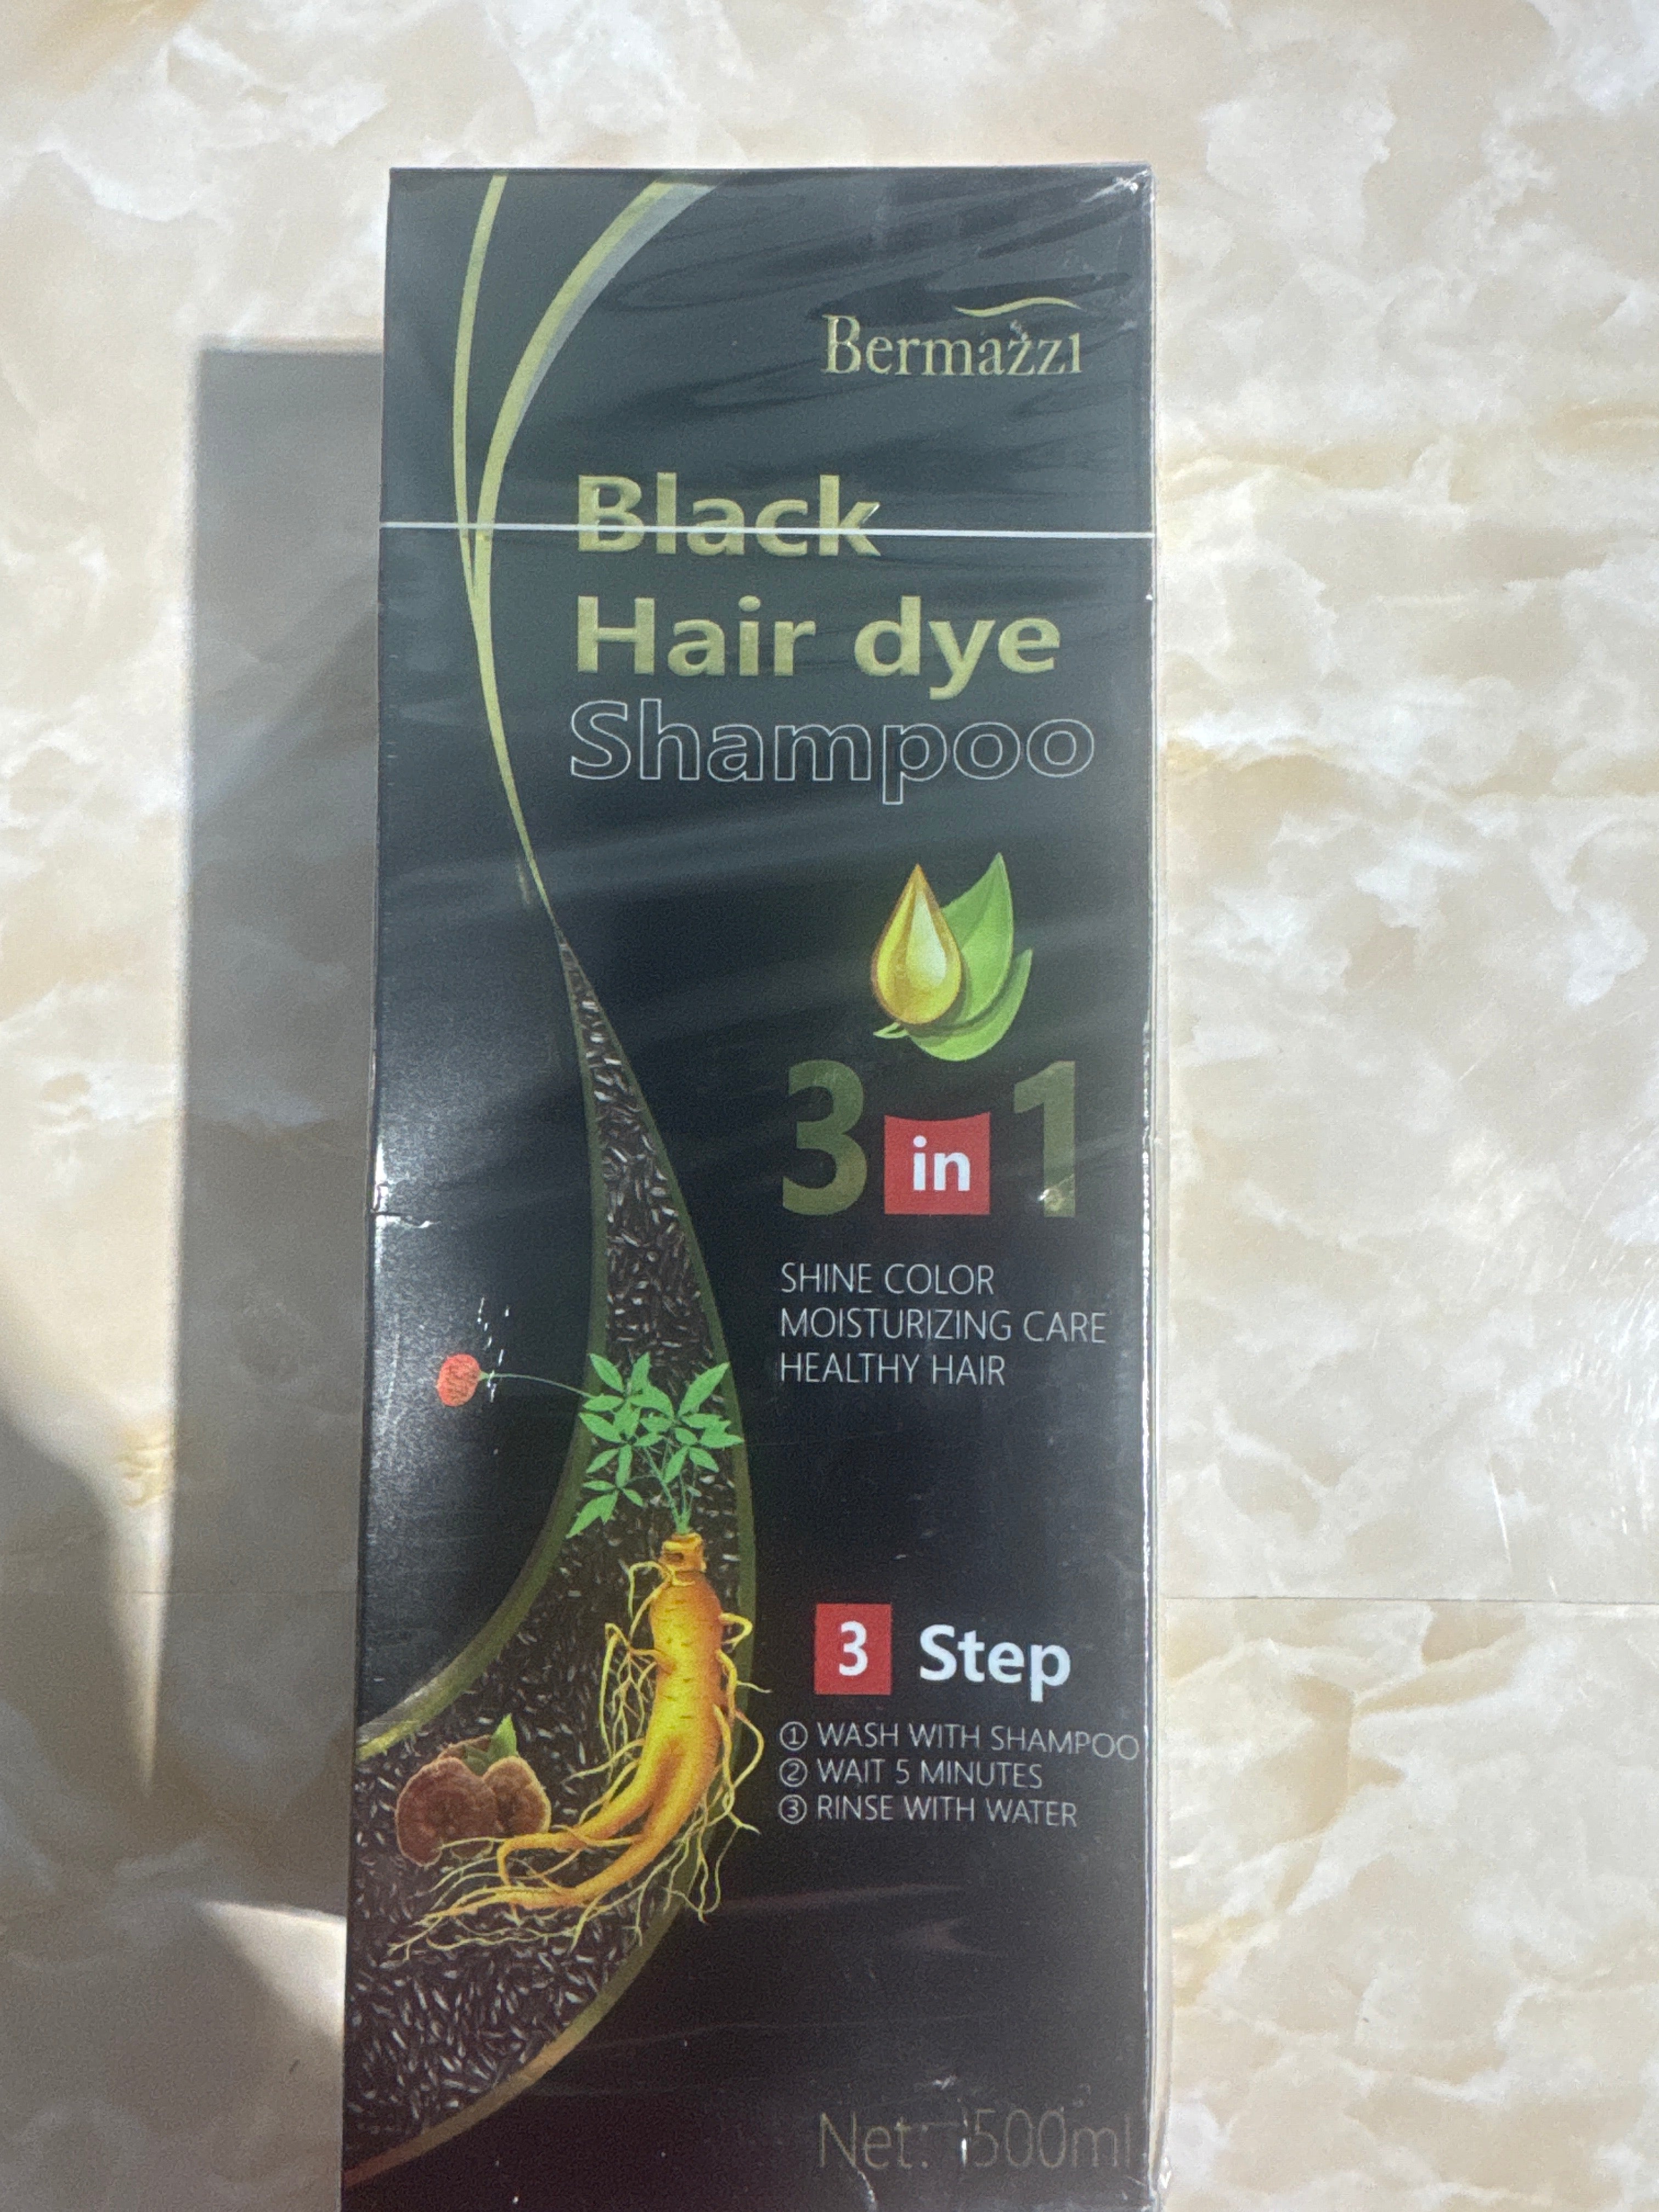 Bermazzi
Black
Hair dye
Shampoo
3 in 1
SHINE COLOR
MOISTURIZING CARE
HEALTHY HAIR
3 Step
① WASH WITH SHAMPOO
② WAIT 5 MINUTES
③ RINSE WITH WATER
Net: 500ml